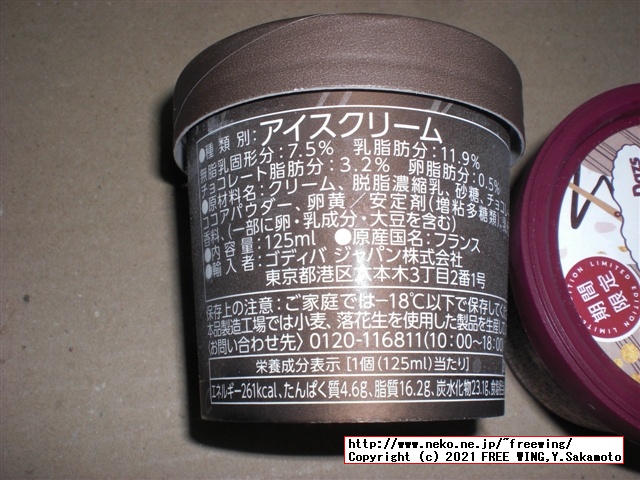 ●種類別：アイスクリーム
無脂乳固形分：7.5% 乳脂肪分：11.9%
チョコレート脂肪分：3.2% 卵脂肪分：0.5%
●原材料名：クリーム、脱脂濃縮乳、砂糖、チョコレ
ココアパウダー、卵黄／安定剤(増粘多糖類)、
香料、(一部に卵・乳成分・大豆を含む)
●内容量：125ml ●原産国名：フランス
●輸入者：ゴディバ ジャパン株式会社
東京都港区六本木3丁目2番1号
保存上の注意：ご家庭では－18℃以下で保存してく
本品製造工場では小麦、落花生を使用した製品を生産し
〈お問い合わせ先〉0120-116811(10:00~18:00
栄養成分表示 [1個(125ml)当たり]
エネルギー261kcal、たんぱく質4.6g、脂質16.2g、炭水化物23.1g、
期間
限定
LIMITED EDITION
http://www.neko.ne.jp/~freewing/
Copyright (c) 2021 FREE WING,Y.Sakamoto